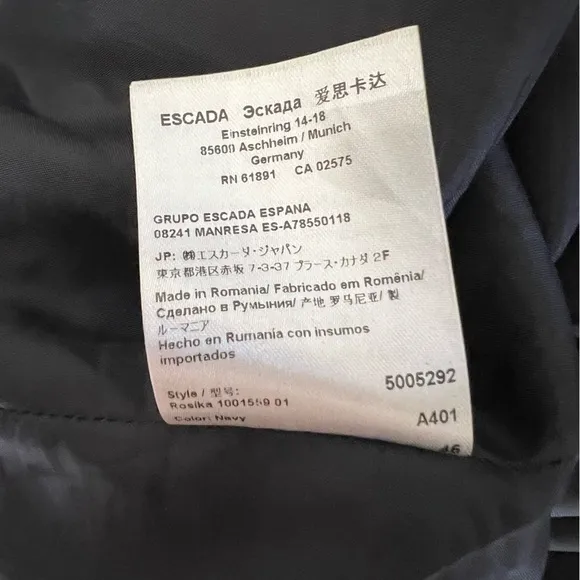 ESCADA Эскада 爱思卡达
Einsteinring 14-18
85609 Aschheim / Munich
Germany
RN 61891 CA 02575
GRUPO ESCADA ESPANA
08241 MANRESA ES-A78550118
JP: ㈱エスカーダ・ジャパン
東京都港区赤坂 7-3-37 プラース・カナダ 2F
Made in Romania/ Fabricado em Romênia/
Сделано в Румыния/ 产地 罗马尼亚/ 製
ルーマニア
Hecho en Rumania con insumos
importados
5005292
Style / 型号:
Rosika 1001559 01
A401
Color: Navy
46